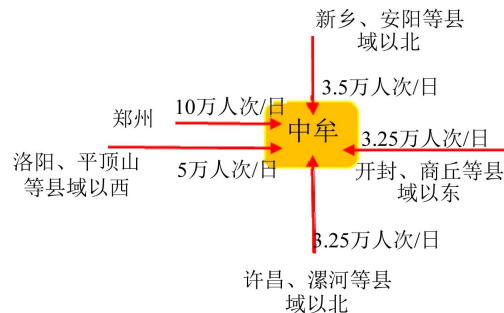 新乡、安阳等县
域以北
3.5万人次/日
10万人次/日
郑州
中牟
3.25万人次/日
洛阳、平顶山
等县域以西
5万人次/日
开封、商丘等县
域以东
3.25万人次/日
许昌、漯河等县
域以北